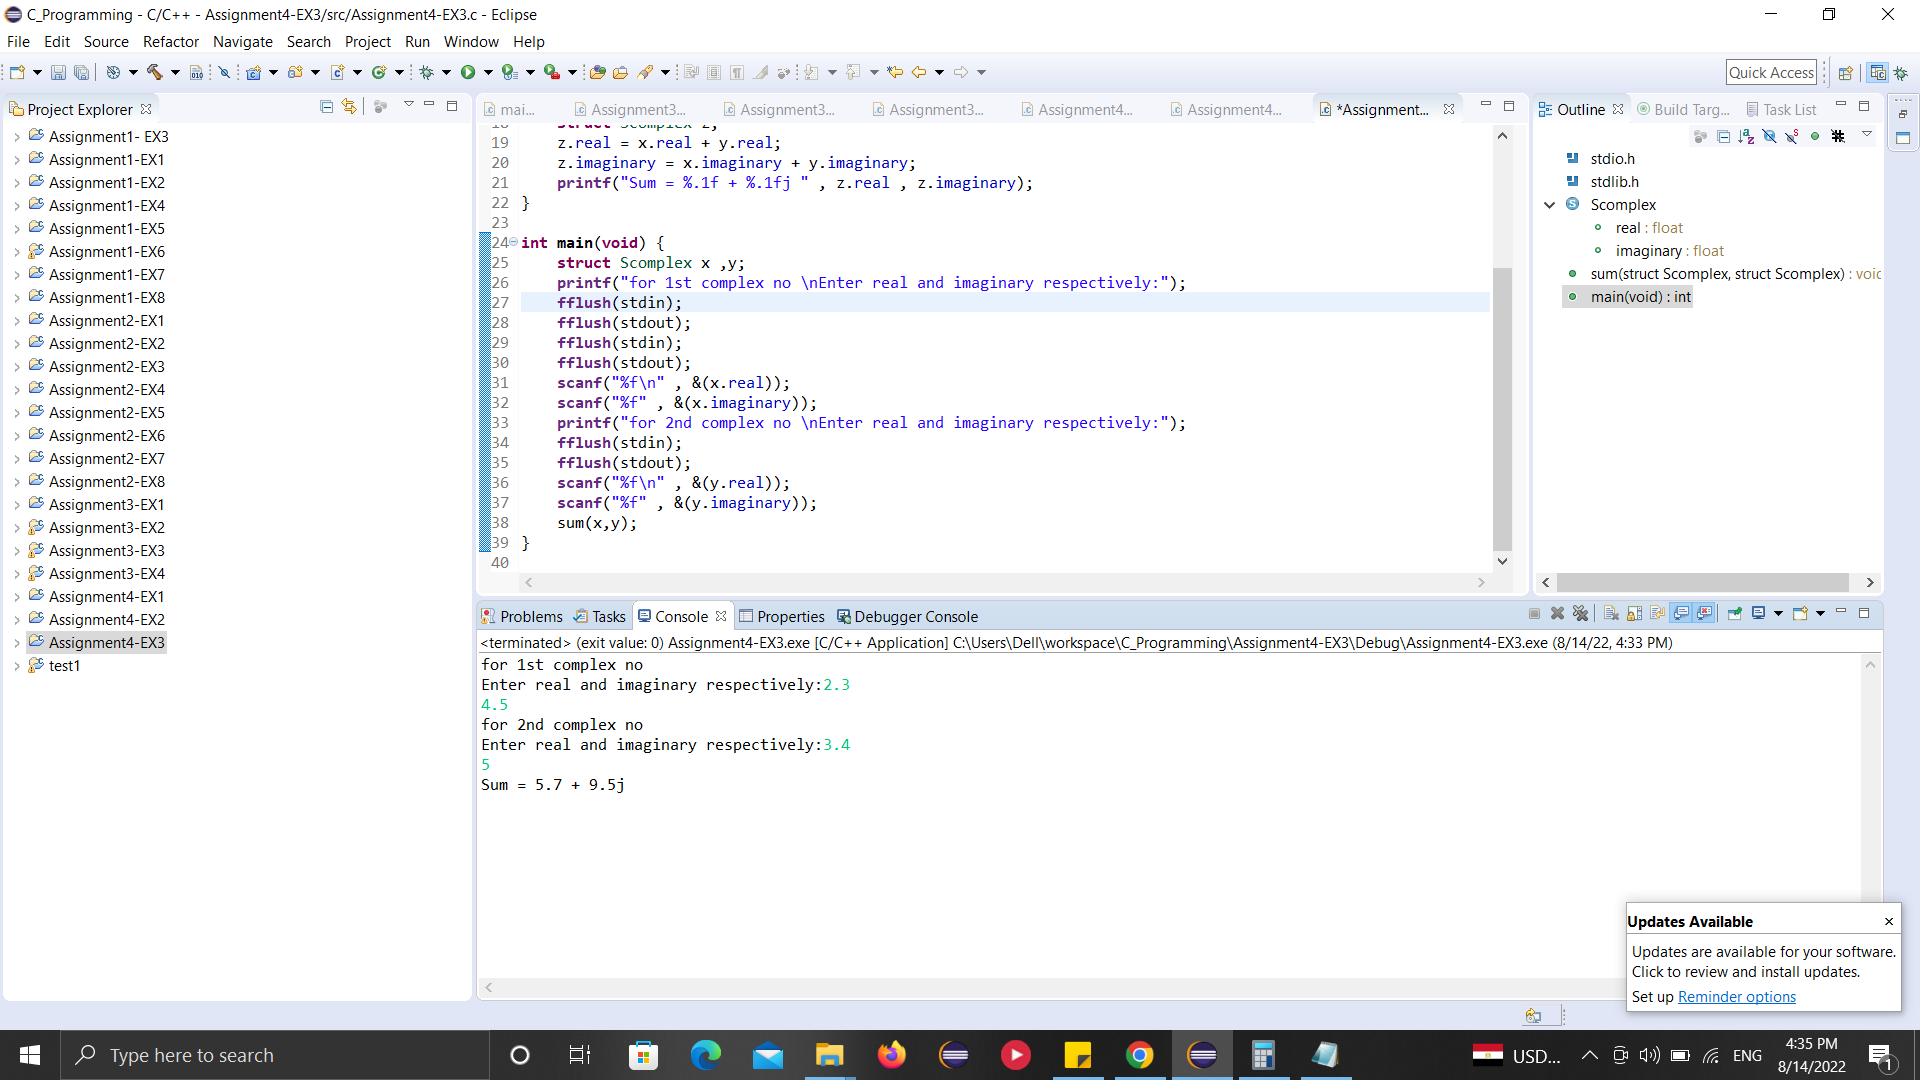 C_Programming - C/C++ - Assignment4-EX3/src/Assignment4-EX3.c - Eclipse
File Edit Source Refactor Navigate Search Project Run Window Help
Quick Access
Project Explorer
Assignment1- EX3
Assignment1-EX1
Assignment1-EX2
Assignment1-EX4
Assignment1-EX5
Assignment1-EX6
Assignment1-EX7
Assignment1-EX8
Assignment2-EX1
Assignment2-EX2
Assignment2-EX3
Assignment2-EX4
Assignment2-EX5
Assignment2-EX6
Assignment2-EX7
Assignment2-EX8
Assignment3-EX1
Assignment3-EX2
Assignment3-EX3
Assignment3-EX4
Assignment4-EX1
Assignment4-EX2
Assignment4-EX3
test1
mai... Assignment3... Assignment3... Assignment3... Assignment4... Assignment4... *Assignment...
18 struct Scomplex z;
19 z.real = x.real + y.real;
20 z.imaginary = x.imaginary + y.imaginary;
21 printf("Sum = %.1f + %.1fj " , z.real , z.imaginary);
22 }
23
24 int main(void) {
25 struct Scomplex x ,y;
26 printf("for 1st complex no \nEnter real and imaginary respectively:");
27 fflush(stdin);
28 fflush(stdout);
29 fflush(stdin);
30 fflush(stdout);
31 scanf("%f\n" , &(x.real));
32 scanf("%f" , &(x.imaginary));
33 printf("for 2nd complex no \nEnter real and imaginary respectively:");
34 fflush(stdin);
35 fflush(stdout);
36 scanf("%f\n" , &(y.real));
37 scanf("%f" , &(y.imaginary));
38 sum(x,y);
39 }
40
Outline Build Targ... Task List
stdio.h
stdlib.h
Scomplex
real : float
imaginary : float
sum(struct Scomplex, struct Scomplex) : voic
main(void) : int
Problems Tasks Console Properties Debugger Console
<terminated> (exit value: 0) Assignment4-EX3.exe [C/C++ Application] C:\Users\Dell\workspace\C_Programming\Assignment4-EX3\Debug\Assignment4-EX3.exe (8/14/22, 4:33 PM)
for 1st complex no
Enter real and imaginary respectively:2.3
4.5
for 2nd complex no
Enter real and imaginary respectively:3.4
5
Sum = 5.7 + 9.5j
Updates Available
Updates are available for your software.
Click to review and install updates.
Set up Reminder options
Type here to search
USD...
ENG
4:35 PM
8/14/2022
1